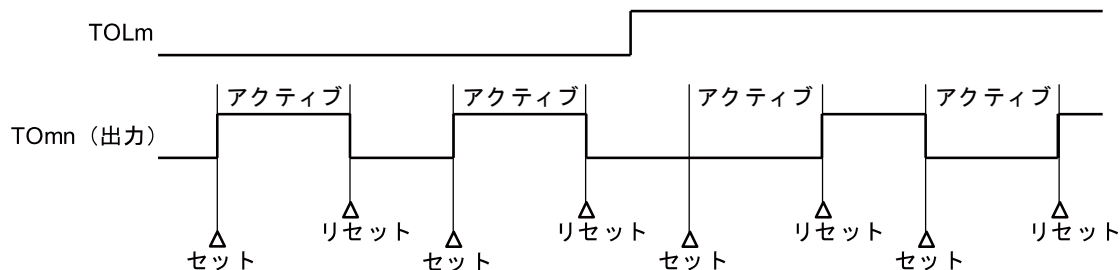 TOLm
アクティブ アクティブ アクティブ アクティブ
TOmn（出力）
リセット リセット リセット リセット
セット セット セット セット